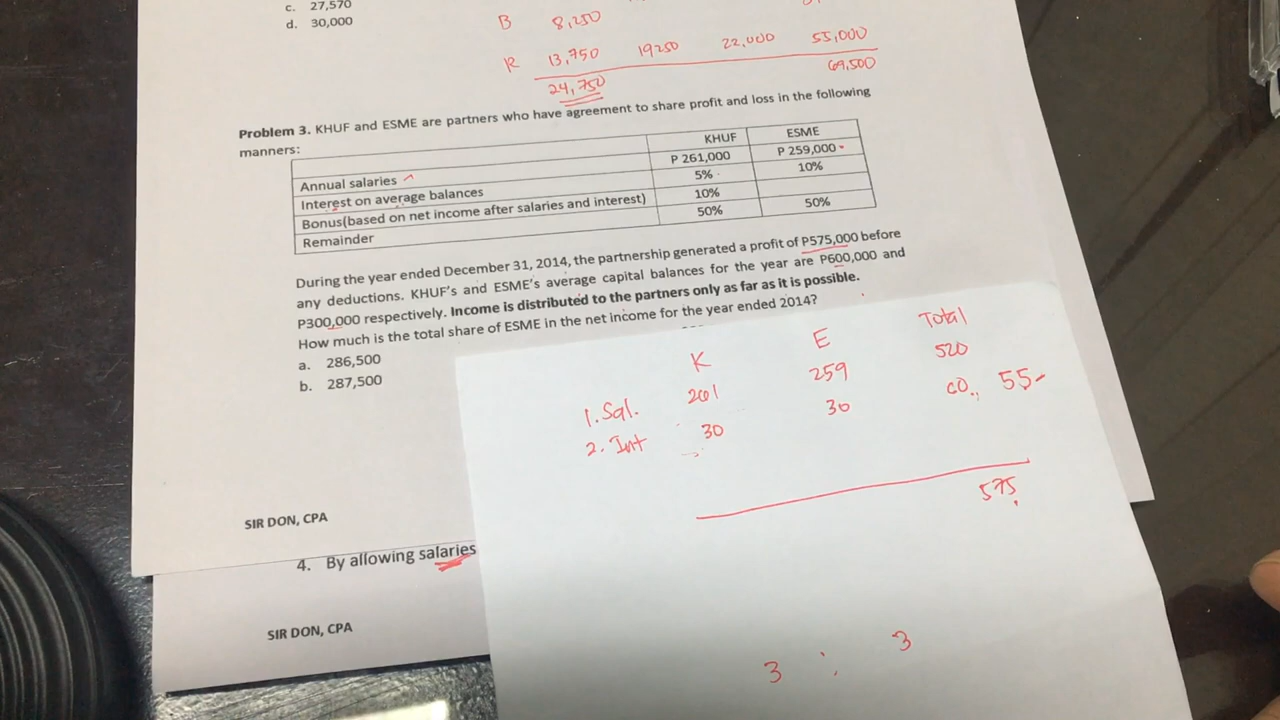 c. 27,570
d. 30,000
B 8,250
R 13,750 19250 22,000 55,000
24,750 69,500
Problem 3. KHUF and ESME are partners who have agreement to share profit and loss in the following
manners:
KHUF ESME
Annual salaries P 261,000 P 259,000
Interest on average balances 5% 10%
Bonus(based on net income after salaries and interest) 10%
Remainder 50% 50%
During the year ended December 31, 2014, the partnership generated a profit of P575,000 before
any deductions. KHUF's and ESME's average capital balances for the year are P600,000 and
P300,000 respectively. Income is distributed to the partners only as far as it is possible.
How much is the total share of ESME in the net income for the year ended 2014?
a. 286,500
b. 287,500
K E Total
1. Sal. 261 259 520
2. Int 30 30 60 55
575
3 : 3
SIR DON, CPA
4. By allowing salaries
SIR DON, CPA